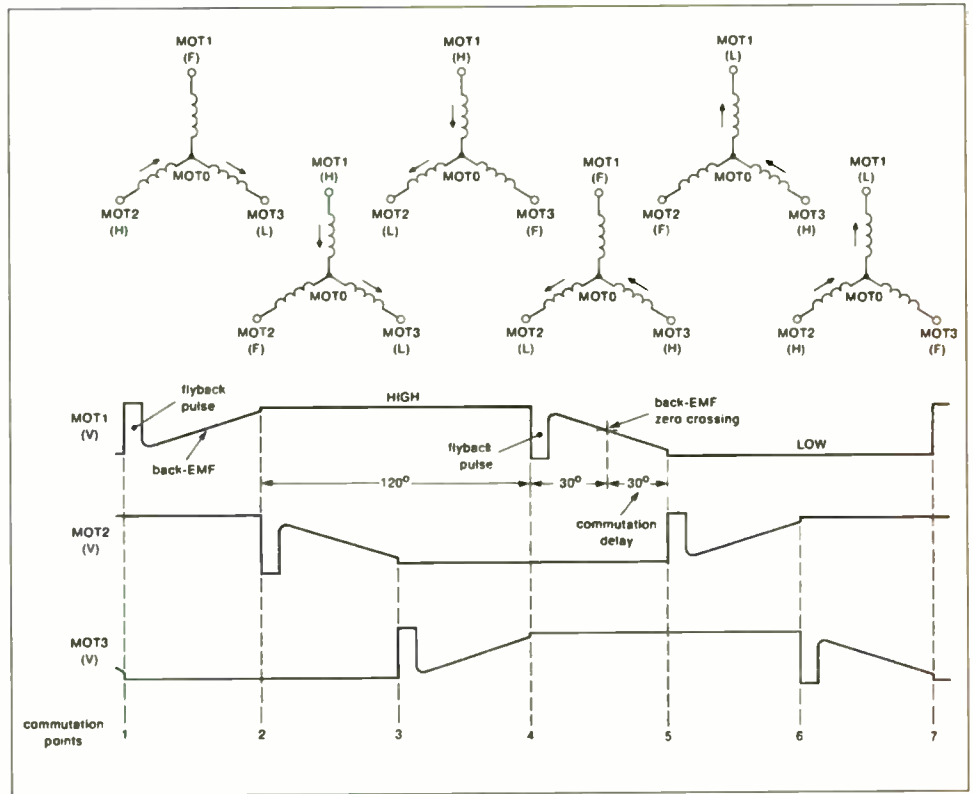 MOT1
(F)
MOT0
MOT2
(H)
MOT3
(L)
MOT1
(H)
MOT0
MOT2
(F)
MOT3
(L)
MOT1
(H)
MOT0
MOT2
(L)
MOT3
(F)
MOT1
(F)
MOT0
MOT2
(L)
MOT3
(H)
MOT1
(L)
MOT0
MOT2
(F)
MOT3
(H)
MOT1
(L)
MOT0
MOT2
(H)
MOT3
(F)
MOT1
(V)
flyback
pulse
back-EMF
HIGH
flyback
pulse
back-EMF
zero crossing
LOW
120°
30°
30°
commutation
delay
MOT2
(V)
MOT3
(V)
commutation
points
1 2 3 4 5 6 7